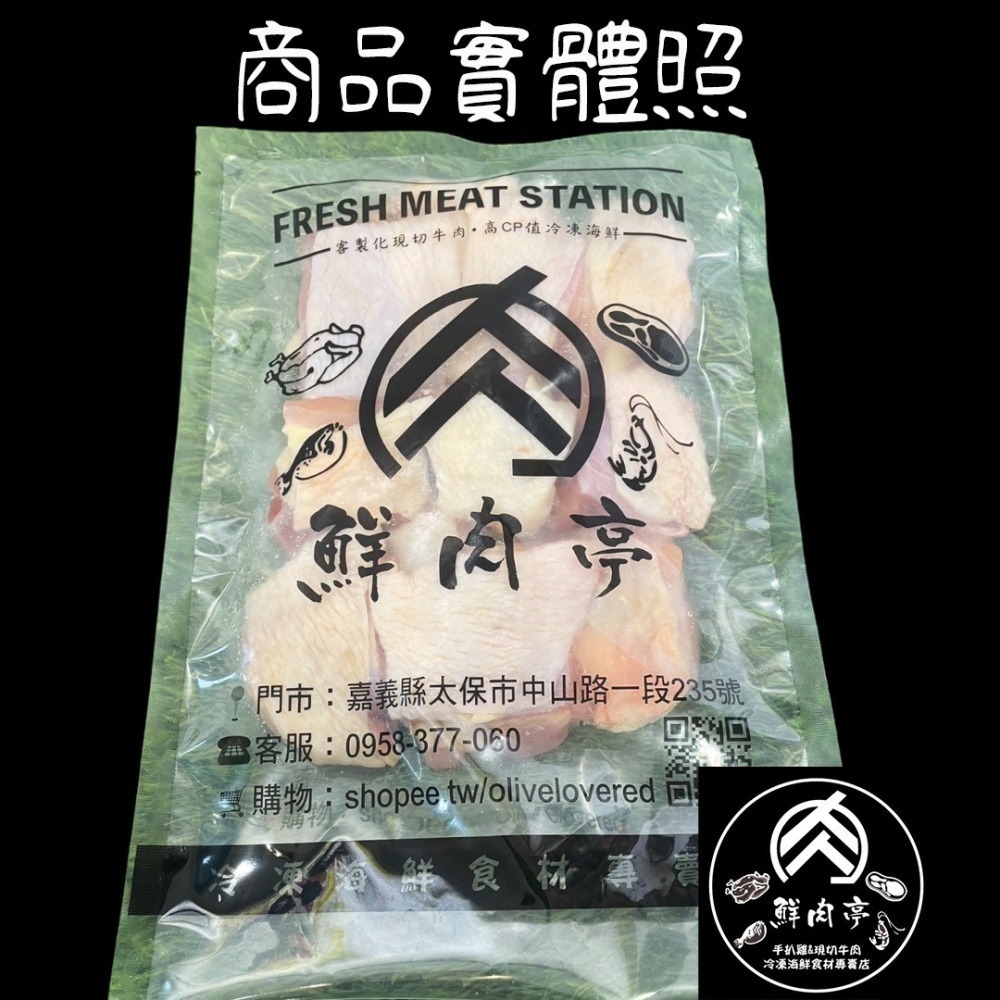 商品實體照
FRESH MEAT STATION
客製化現切牛肉·高CP值冷凍海鮮
鮮肉亭
門市：嘉義縣太保市中山路一段235號
客服：0958-377-060
購物：shopee.tw/olivelovered
冷凍海鮮食材專賣
鮮肉亭
手扒雞&現切牛肉
冷凍海鮮食材專賣店